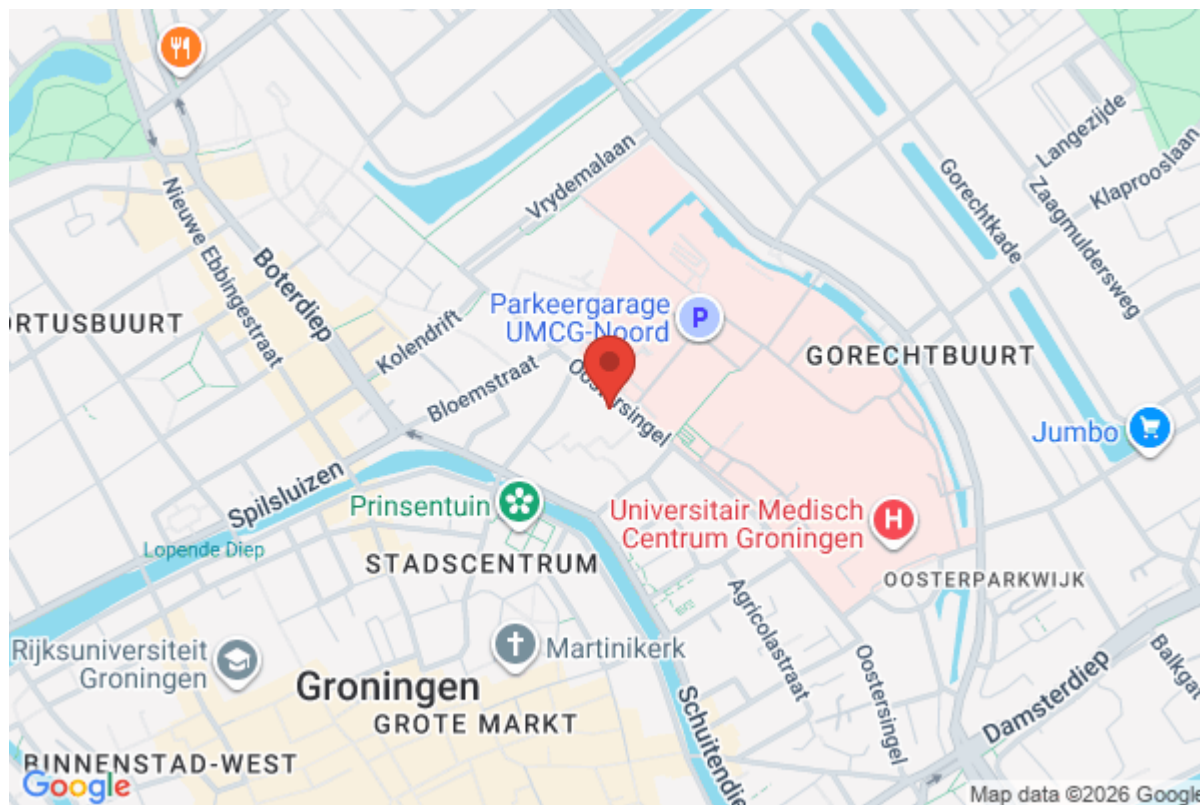 Langezijde
Klaprooslaan
Vrydemalaan
Gorechtkade
Zaagmuldersweg
Nieuwe Ebbingestraat
Boterdiep
Parkeergarage
UMCG-Noord
P
ORTUSBUURT
Kolendrift
GORECHTBUURT
Bloemstraat
Oostersingel
Jumbo
Spilsluizen
Prinsentuin
Universitair Medisch
Centrum Groningen
H
Lopende Diep
STADSCENTRUM
OOSTERPARKWIJK
Agricolastraat
Rijksuniversiteit
Groningen
Martinikerk
Oostersingel
Damsterdiep
Balkgat
Groningen
GROTE MARKT
Schuitendie
BINNENSTAD-WEST
Google
Map data ©2026 Google